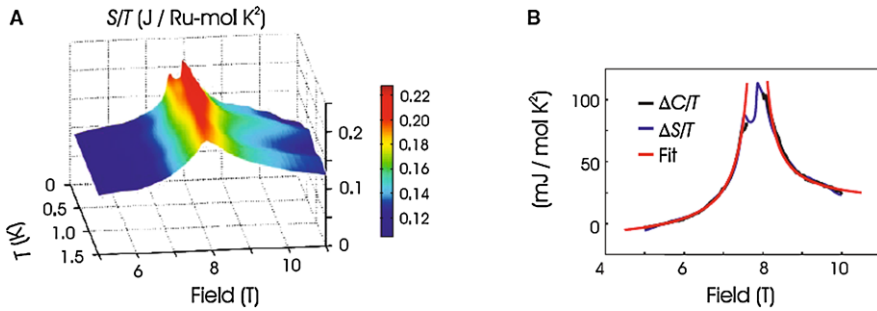 A
S/T (J / Ru-mol K²)
0.22
0.20
0.18
0.16
0.14
0.12
0.2
0.1
0
0
0.5
1.0
1.5
T (K)
6
8
10
Field (T)
B
ΔC/T
ΔS/T
Fit
100
50
0
(mJ / mol K²)
4
6
8
10
Field (T)